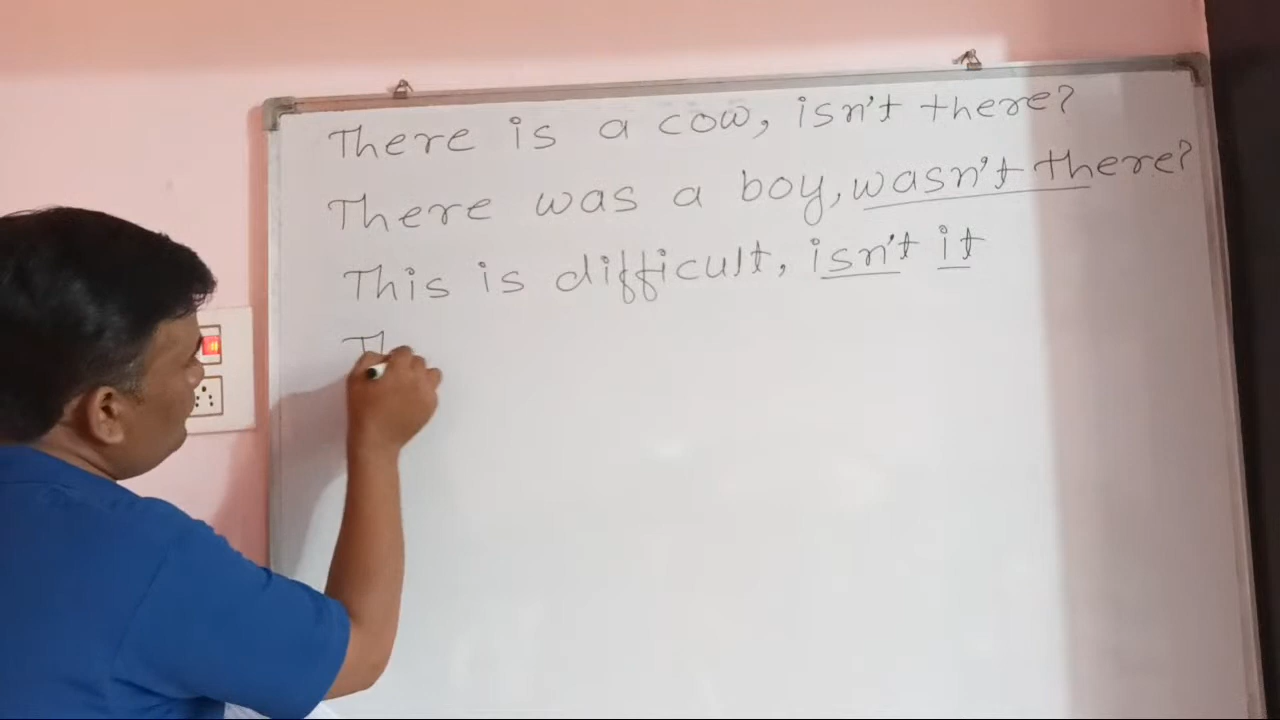 There is a cow, isn't there?
There was a boy, wasn't there?
This is difficult, isn't it
T